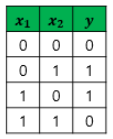 x₁ x₂ y
0 0 0
0 1 1
1 0 1
1 1 0